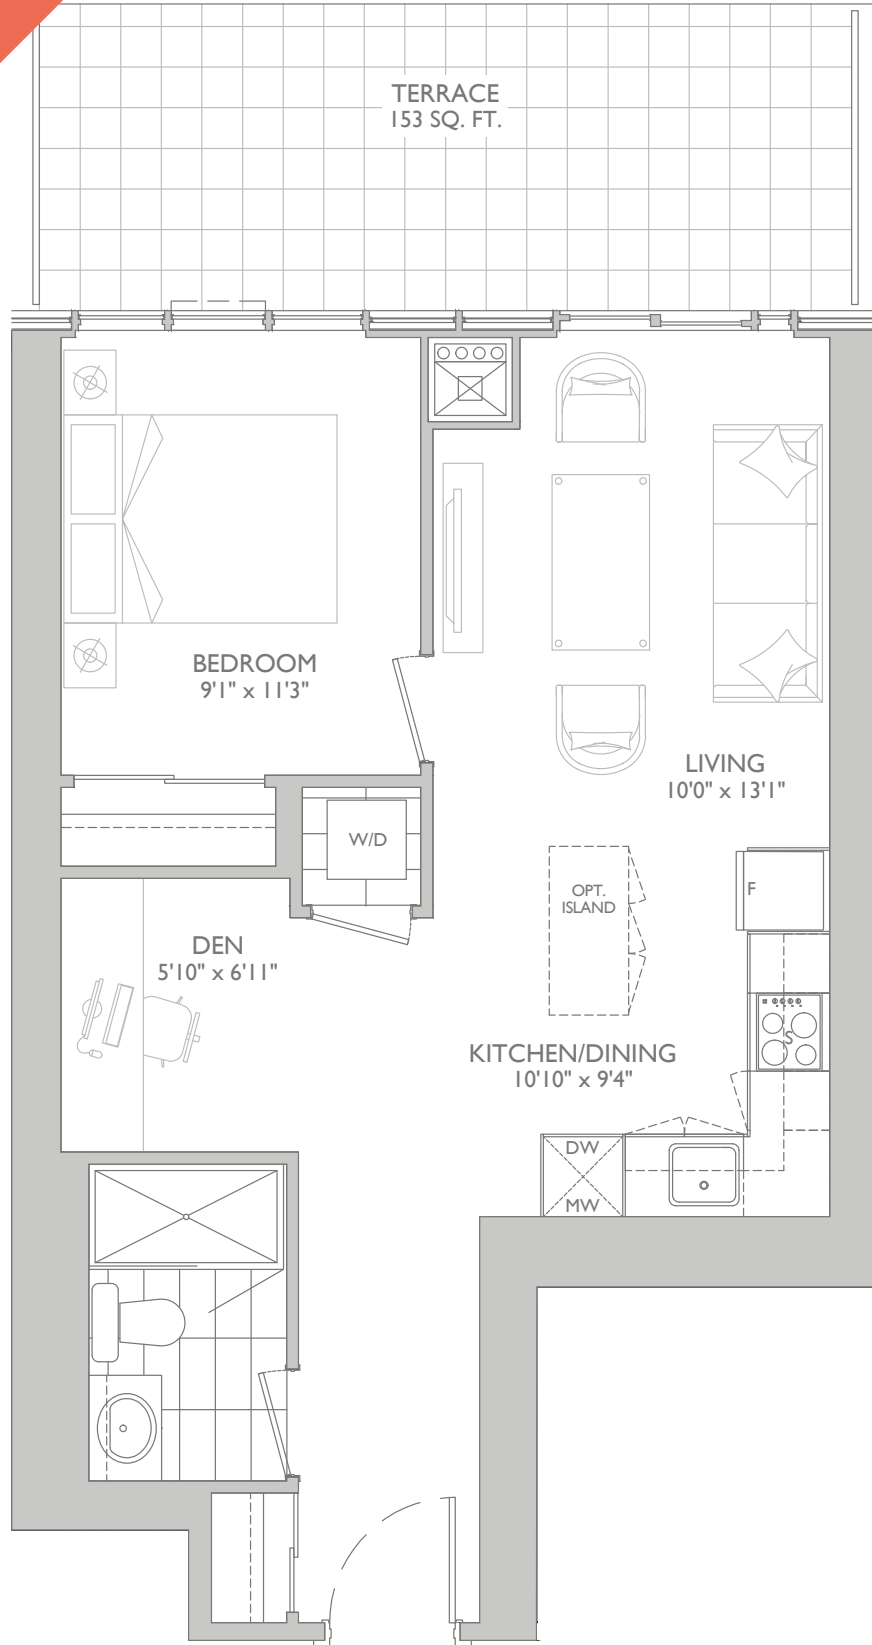 TERRACE
153 SQ. FT.
BEDROOM
9'1" x 11'3"
LIVING
10'0" x 13'1"
W/D
OPT.
ISLAND
F
DEN
5'10" x 6'11"
S
KITCHEN/DINING
10'10" x 9'4"
DW
MW